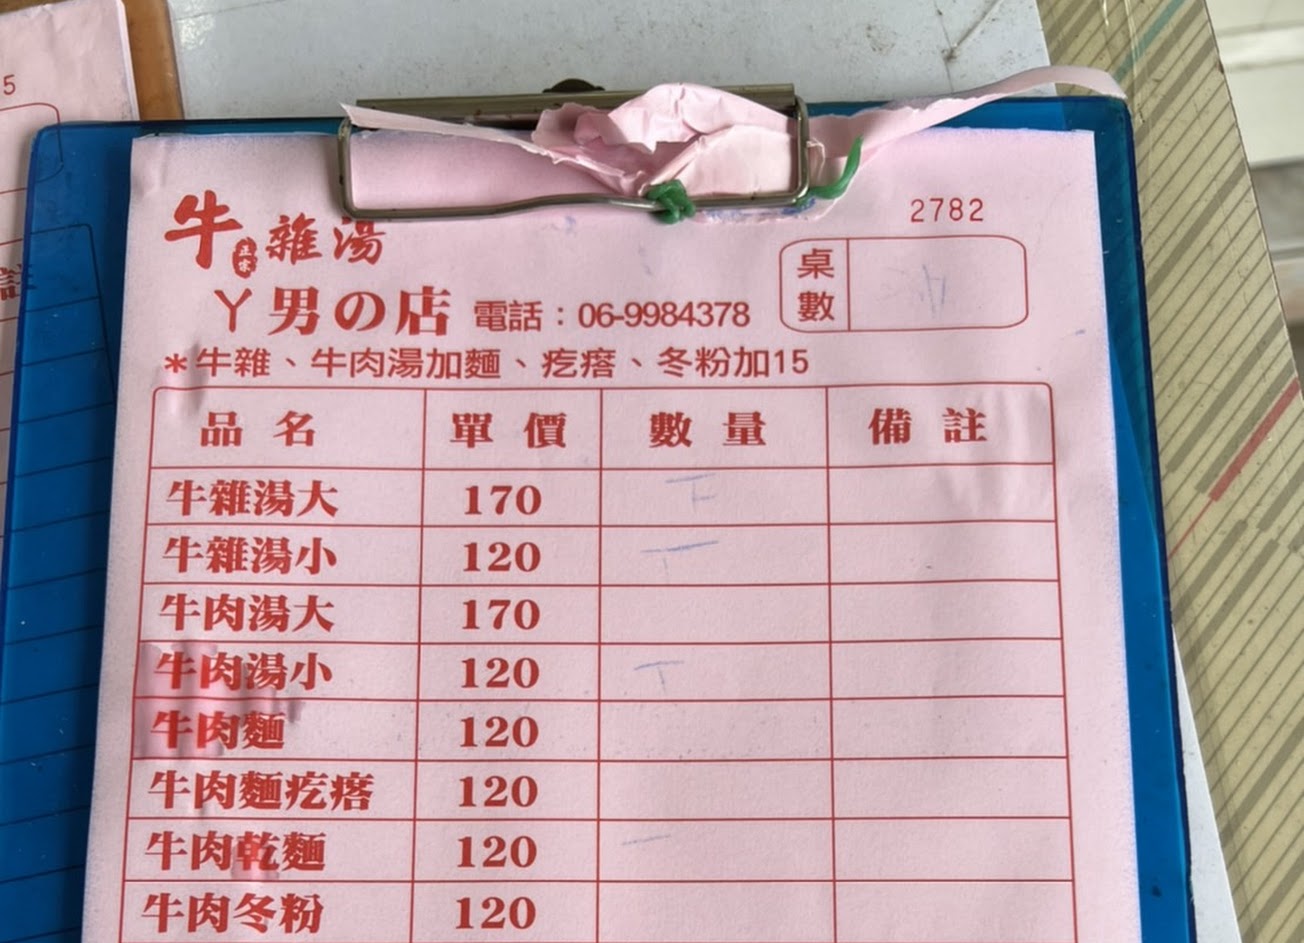 5
註
2782
牛雜湯
正宗
桌數
ㄚ男の店 電話：06-9984378
*牛雜、牛肉湯加麵、疙瘩、冬粉加15
品名 單價 數量 備註
牛雜湯大 170
牛雜湯小 120
牛肉湯大 170
牛肉湯小 120
牛肉麵 120
牛肉麵疙瘩 120
牛肉乾麵 120
牛肉冬粉 120